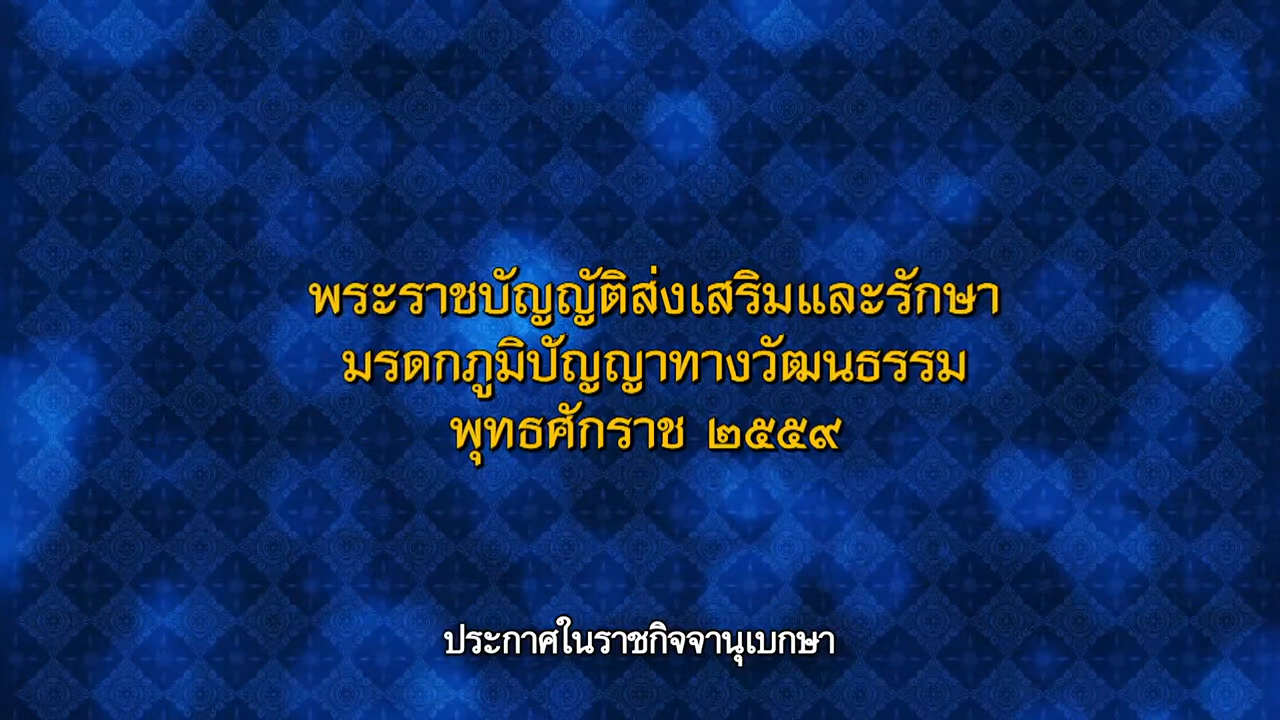 พระราชบัญญัติส่งเสริมและรักษา
มรดกภูมิปัญญาทางวัฒนธรรม
พุทธศักราช ๒๕๕๙
ประกาศในราชกิจจานุเบกษา